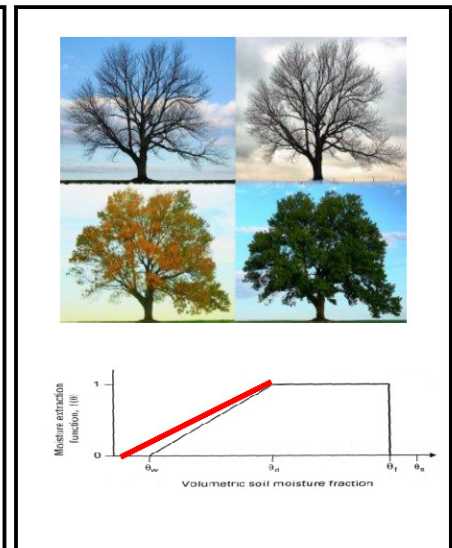 Moisture extraction
function, f(θ)
1
0
θw
θd
θf
θs
Volumetric soil moisture fraction